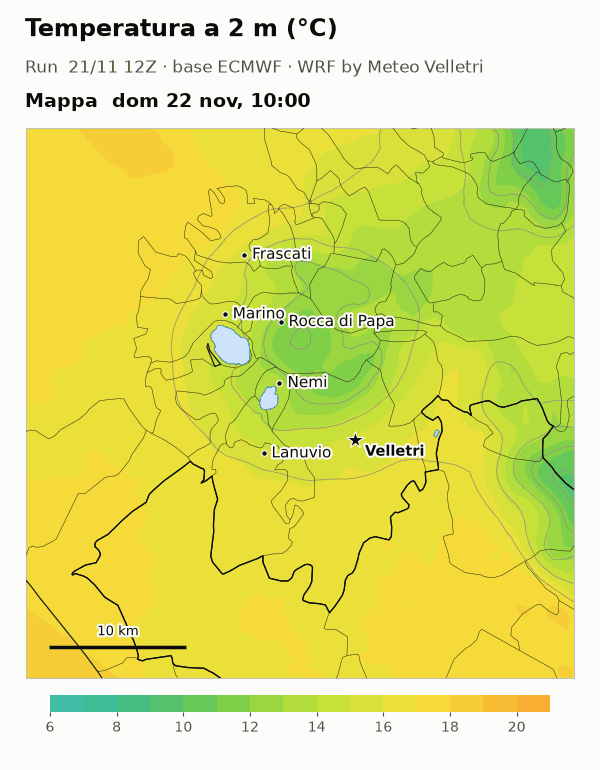 Temperatura a 2 m (°C)
Run  21/11 12Z · base ECMWF · WRF by Meteo Velletri
Mappa  dom 22 nov, 10:00
Frascati
Marino
Rocca di Papa
Nemi
Velletri
Lanuvio
10 km
6 8 10 12 14 16 18 20